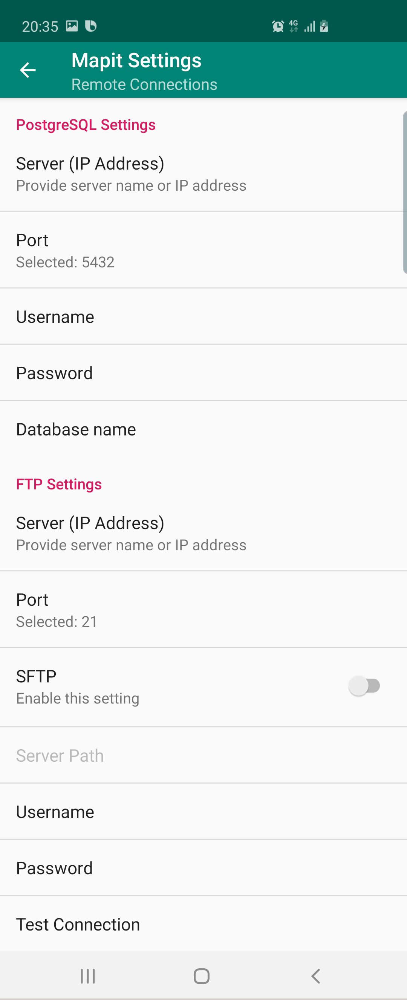 20:35
4G
Mapit Settings
Remote Connections
PostgreSQL Settings
Server (IP Address)
Provide server name or IP address
Port
Selected: 5432
Username
Password
Database name
FTP Settings
Server (IP Address)
Provide server name or IP address
Port
Selected: 21
SFTP
Enable this setting
Server Path
Username
Password
Test Connection